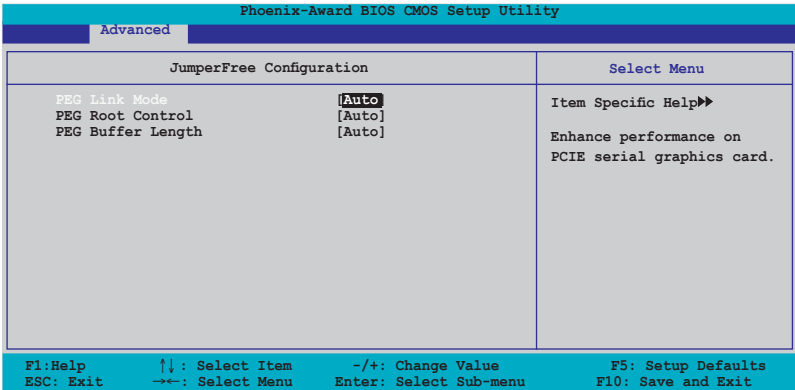 Phoenix-Award BIOS CMOS Setup Utility
Advanced
JumperFree Configuration
Select Menu
PEG Link Mode [Auto]
PEG Root Control [Auto]
PEG Buffer Length [Auto]
Item Specific Help▶▶
Enhance performance on
PCIE serial graphics card.
F1:Help ↑↓ : Select Item -/+: Change Value F5: Setup Defaults
ESC: Exit →←: Select Menu Enter: Select Sub-menu F10: Save and Exit